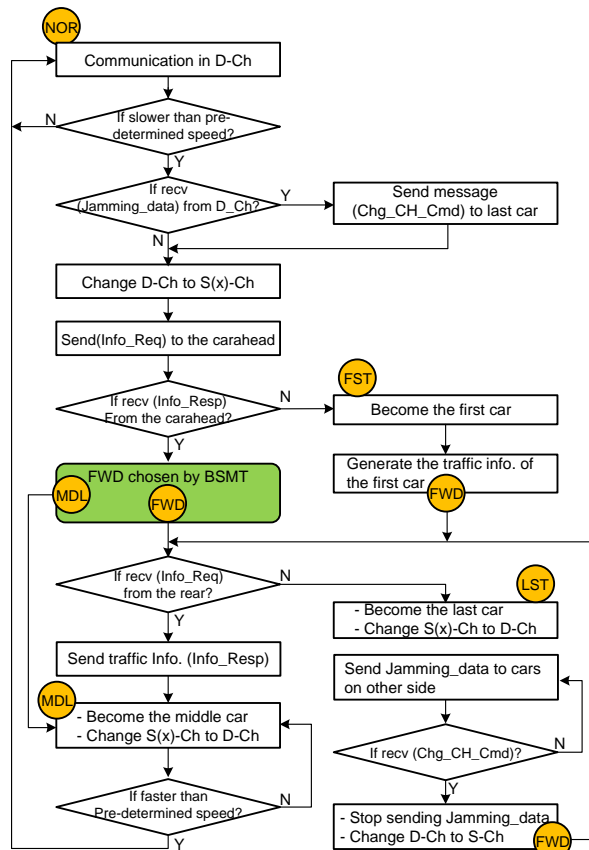 NOR
Communication in D-Ch
N
If slower than pre-
determined speed?
Y
If recv
(Jamming_data) from D_Ch?
Y
Send message
(Chg_CH_Cmd) to last car
N
Change D-Ch to S(x)-Ch
Send(Info_Req) to the carahead
If recv (Info_Resp)
From the carahead?
N
FST
Become the first car
Y
FWD chosen by BSMT
MDL
FWD
Generate the traffic info. of
the first car
FWD
If recv (Info_Req)
from the rear?
N
LST
- Become the last car
- Change S(x)-Ch to D-Ch
Y
Send traffic Info. (Info_Resp)
Send Jamming_data to cars
on other side
MDL
- Become the middle car
- Change S(x)-Ch to D-Ch
If recv (Chg_CH_Cmd)?
N
Y
If faster than
Pre-determined speed?
N
Y
- Stop sending Jamming_data
- Change D-Ch to S-Ch
FWD